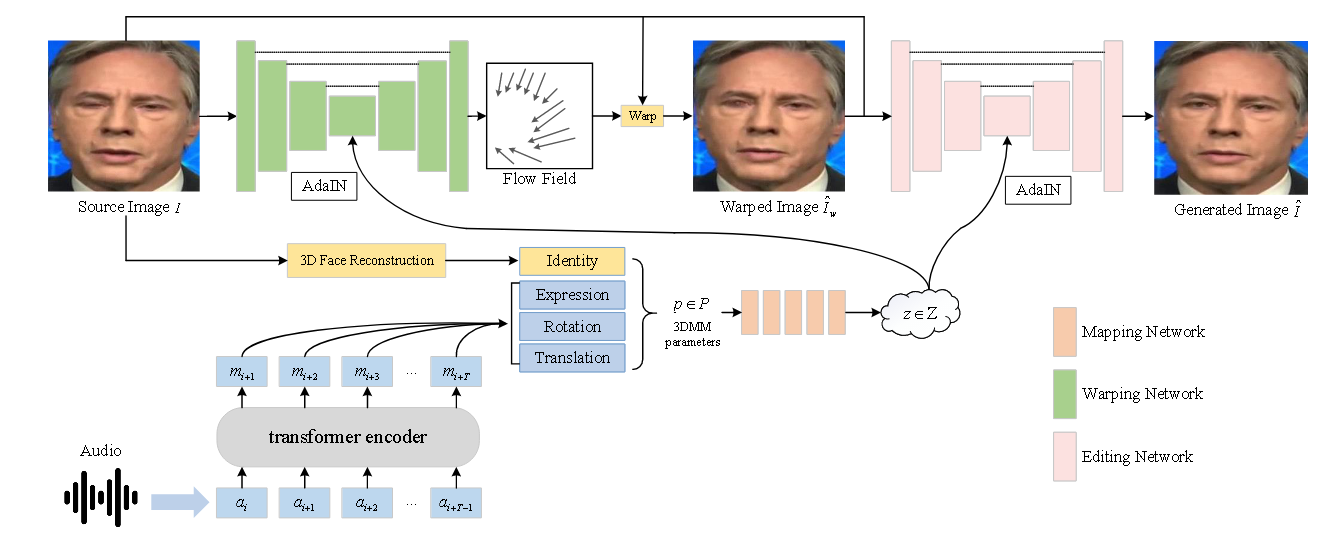 Warp
AdaIN
Flow Field
AdaIN
Source Image I
Warped Image Î_w
Generated Image Î
3D Face Reconstruction
Identity
Expression
Rotation
Translation
p ∈ P
3DMM
parameters
z ∈ Z
Mapping Network
Warping Network
Editing Network
m_{i+1}
m_{i+2}
m_{i+3}
...
m_{i+T}
transformer encoder
Audio
a_i
a_{i+1}
a_{i+2}
...
a_{i+T-1}